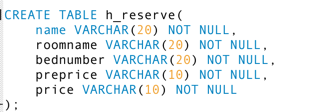 CREATE TABLE h_reserve(
name VARCHAR(20) NOT NULL,
roomname VARCHAR(20) NOT NULL,
bednumber VARCHAR(20) NOT NULL,
preprice VARCHAR(10) NOT NULL,
price VARCHAR(10) NOT NULL
);